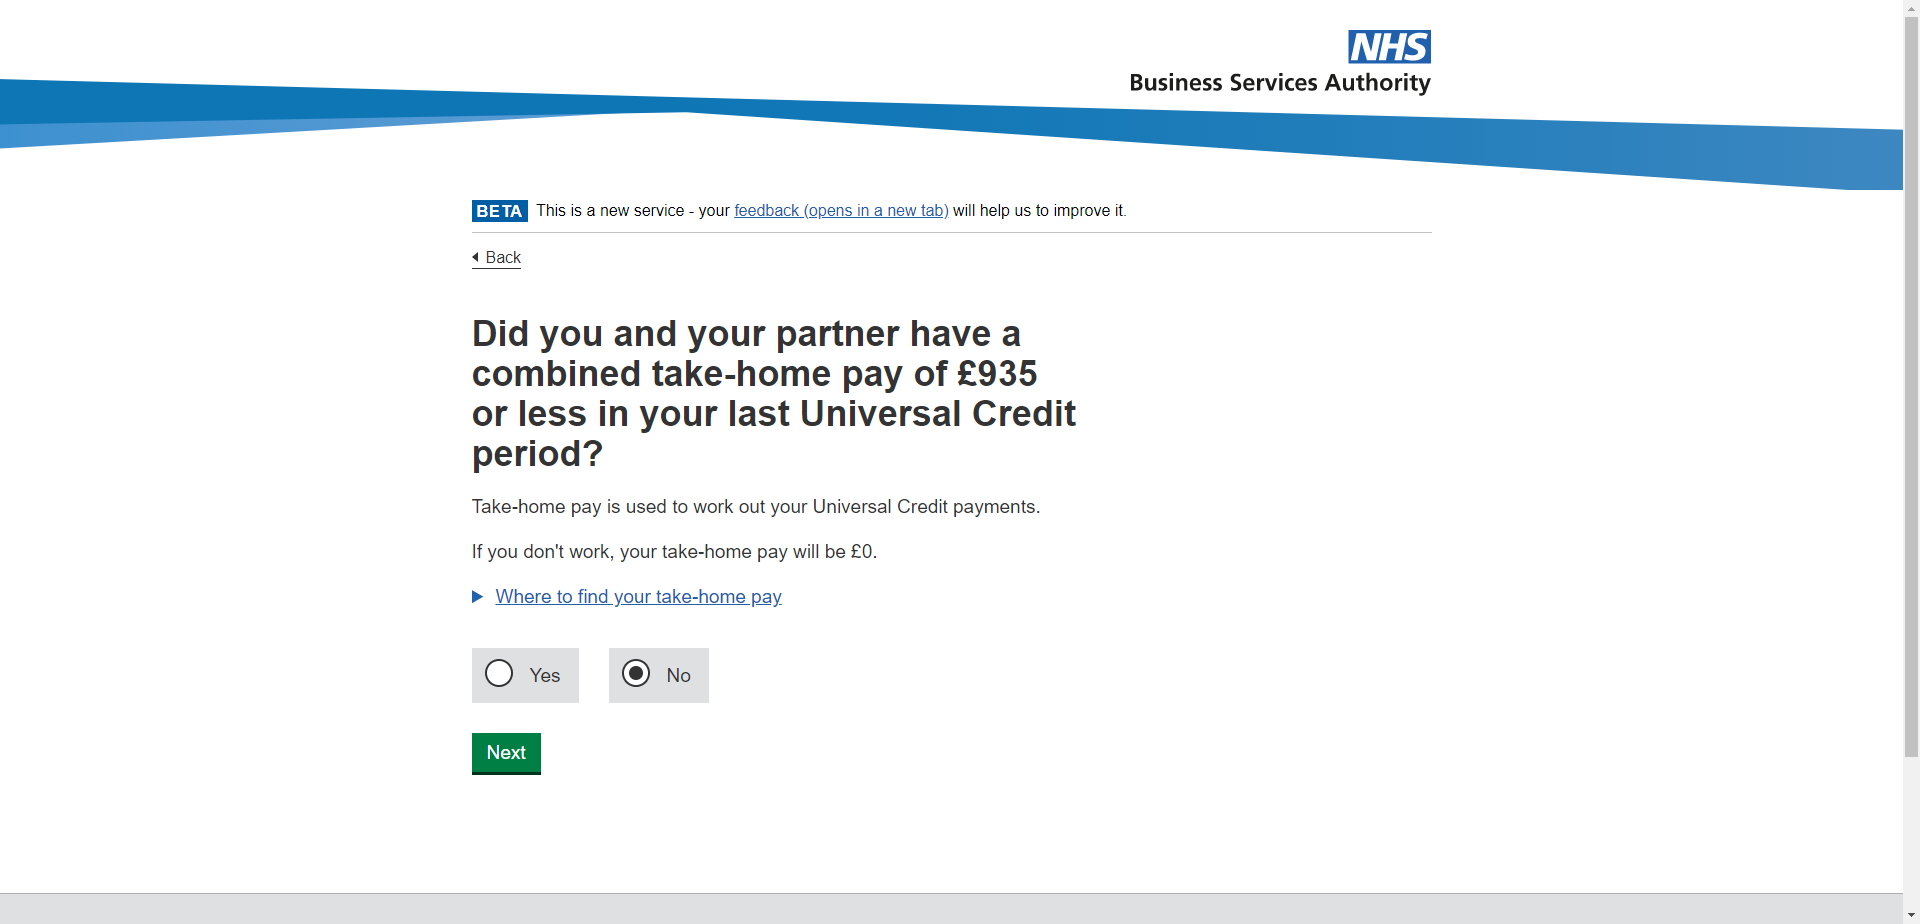 NHS
Business Services Authority
BETA This is a new service - your feedback (opens in a new tab) will help us to improve it.
Back
Did you and your partner have a
combined take-home pay of £935
or less in your last Universal Credit
period?
Take-home pay is used to work out your Universal Credit payments.
If you don't work, your take-home pay will be £0.
Where to find your take-home pay
Yes No
Next